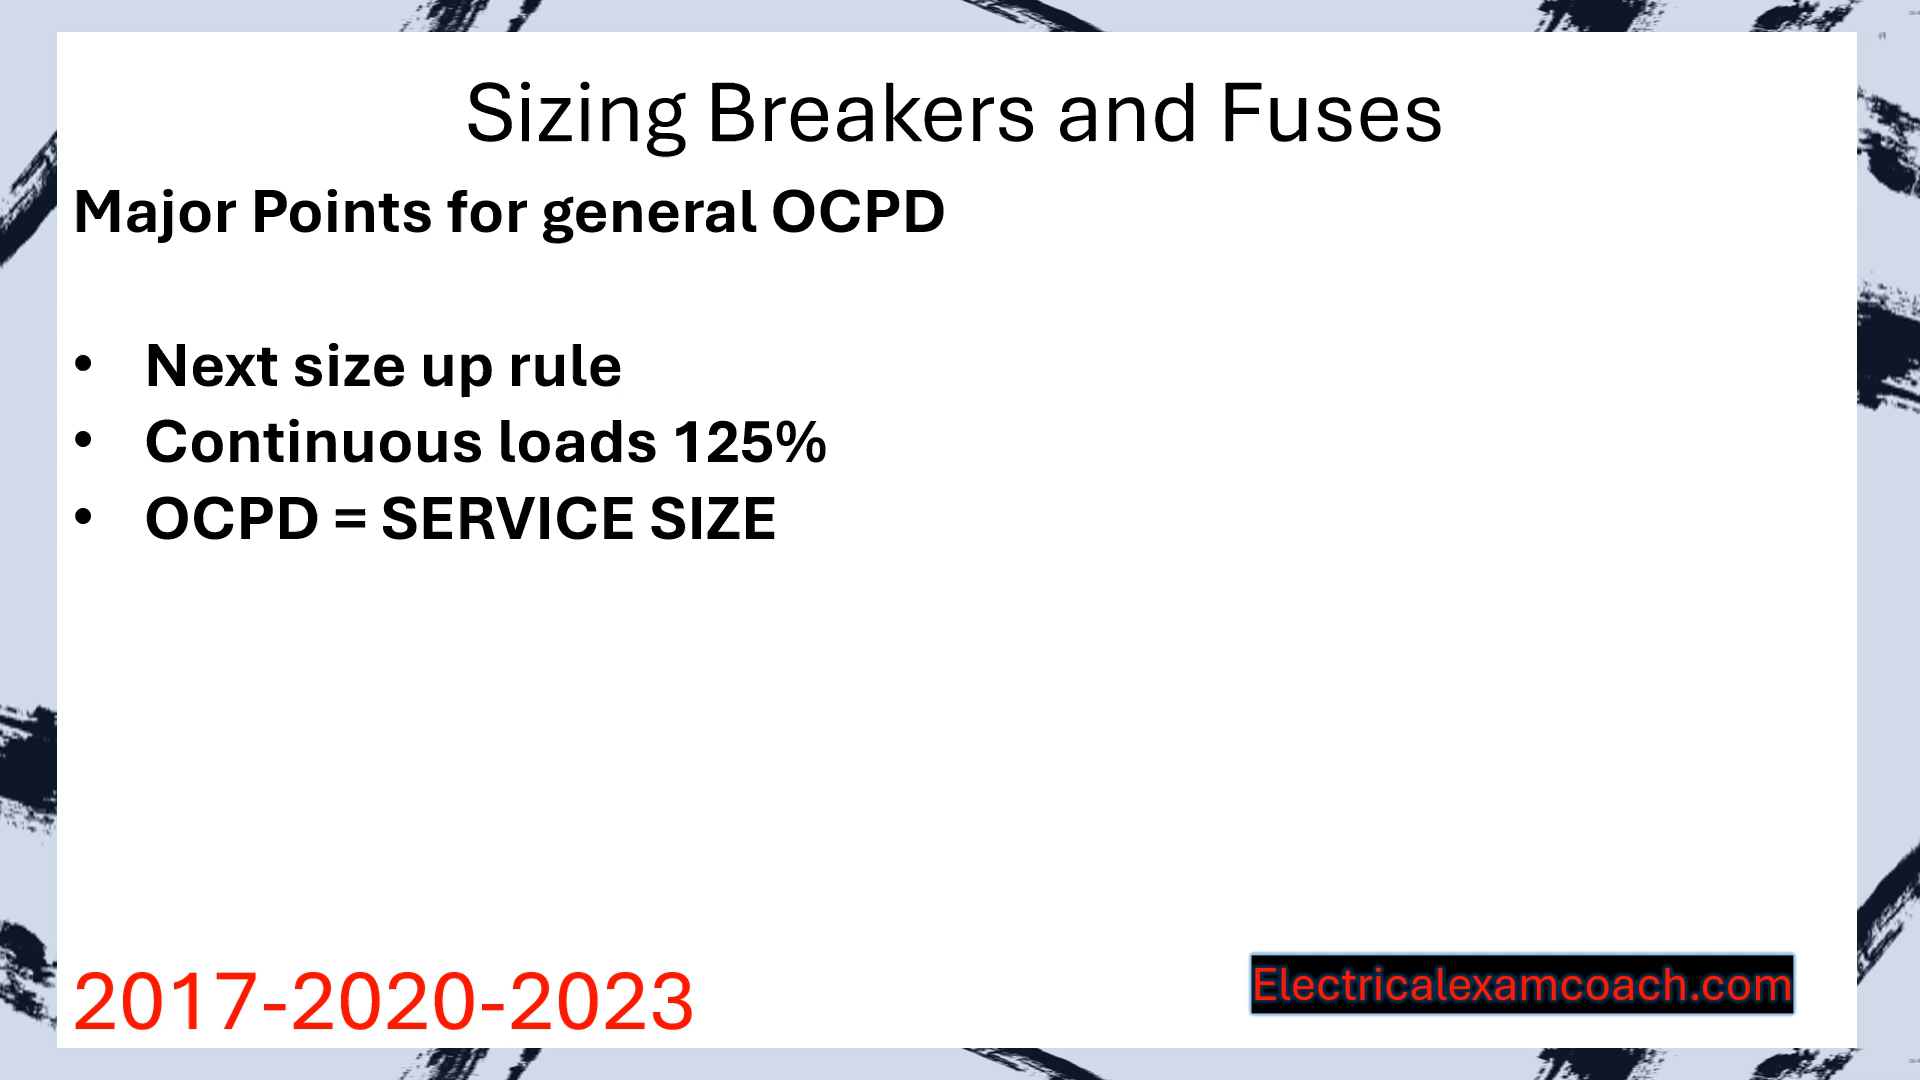 Sizing Breakers and Fuses
Major Points for general OCPD
• Next size up rule
• Continuous loads 125%
• OCPD = SERVICE SIZE
2017-2020-2023
Electricalexamcoach.com